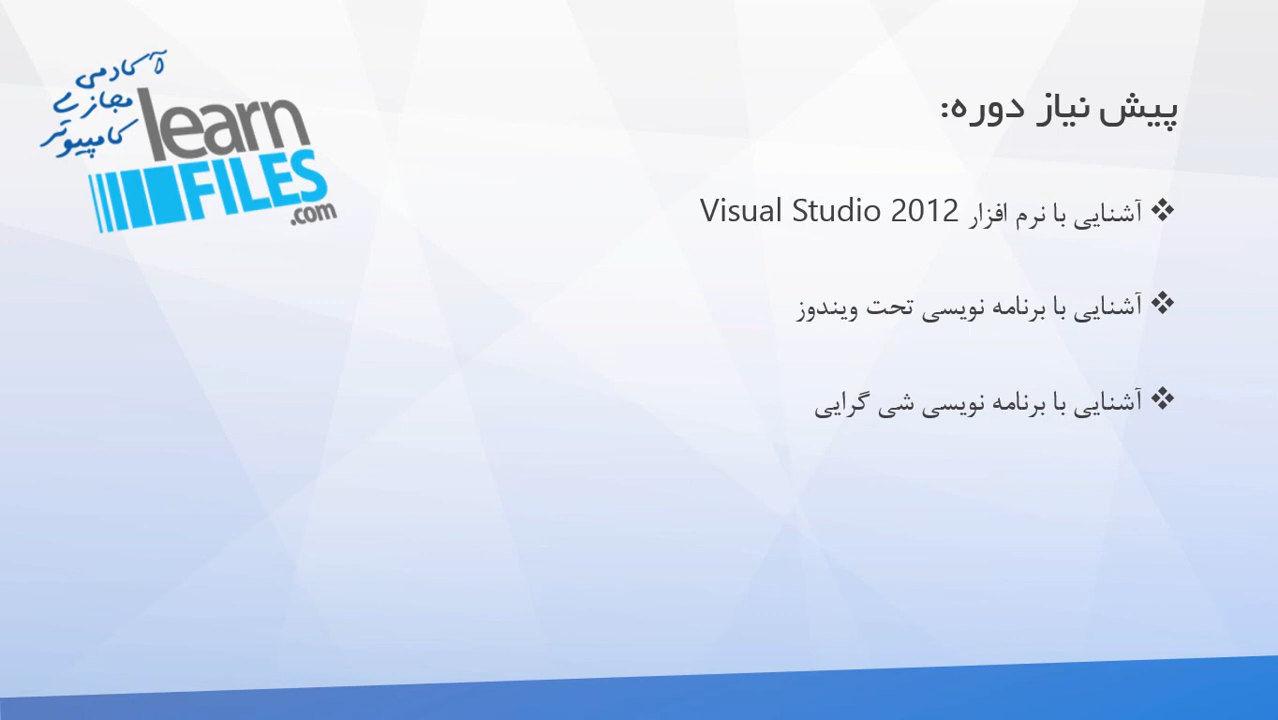 آکادمی
مجازی
کامپیوتر
learn
FILES
.com
پیش نیاز دوره:
❖ آشنایی با نرم افزار Visual Studio 2012
❖ آشنایی با برنامه نویسی تحت ویندوز
❖ آشنایی با برنامه نویسی شی گرایی